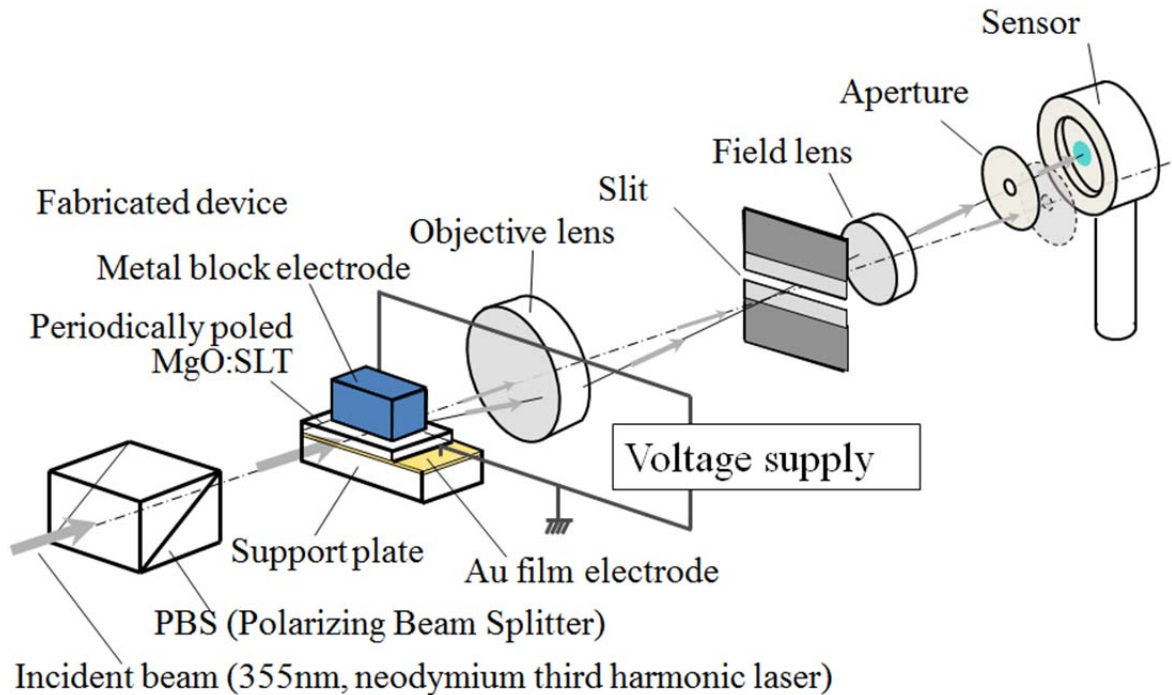 Sensor
Aperture
Field lens
Slit
Fabricated device
Objective lens
Metal block electrode
Periodically poled
MgO:SLT
Voltage supply
Support plate
Au film electrode
PBS (Polarizing Beam Splitter)
Incident beam (355nm, neodymium third harmonic laser)